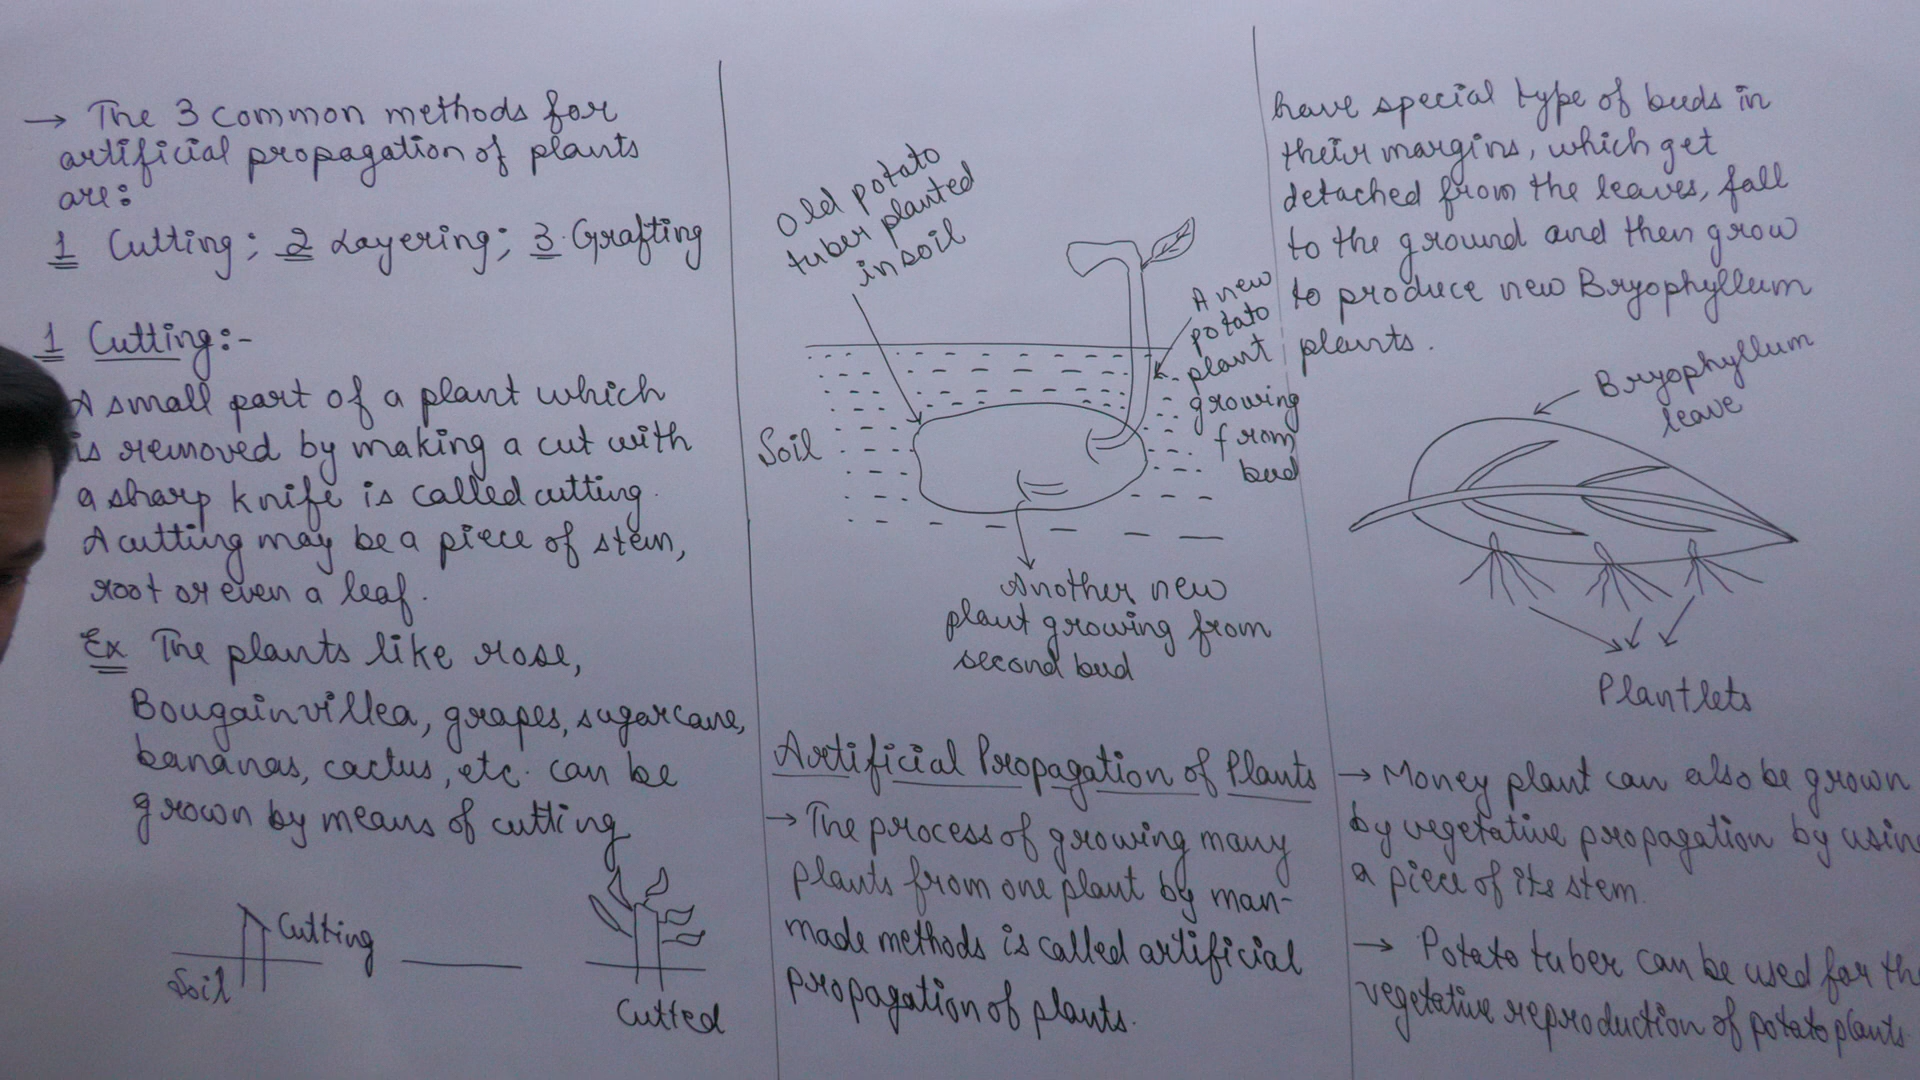 → The 3 common methods for
artificial propagation of plants
are:
1 Cutting; 2 Layering; 3. Grafting
1 Cutting:-
A small part of a plant which
is removed by making a cut with
a sharp knife is called cutting.
A cutting may be a piece of stem,
root or even a leaf.
Ex The plants like rose,
Bougainvillea, grapes, sugarcane,
bananas, cactus, etc. can be
grown by means of cutting
Cutting
Soil
Cutted
Old potato
tuber planted
in soil
A new
potato
plant
growing
from
bud
Soil
Another new
plant growing from
second bud
Artificial Propagation of Plants
→ The process of growing many
plants from one plant by man-
made methods is called artificial
propagation of plants.
have special type of buds in
their margins, which get
detached from the leaves, fall
to the ground and then grow
to produce new Bryophyllum
plants.
Bryophyllum
leave
Plantlets
→ Money plant can also be grown
by vegetative propagation by usin
a piece of its stem.
→ Potato tuber can be used for th
vegetative reproduction of potato plants